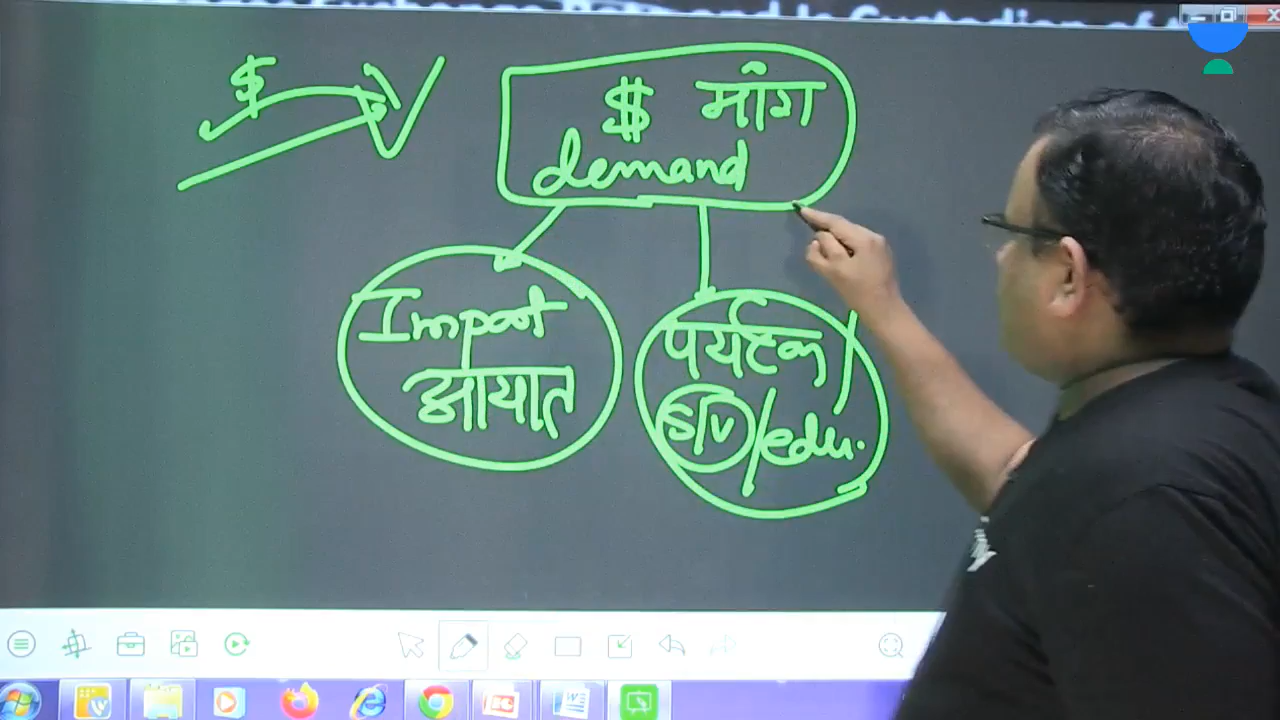 $
$ मांग
demand
Import
आयात
पर्यटन /
S/V / edu.